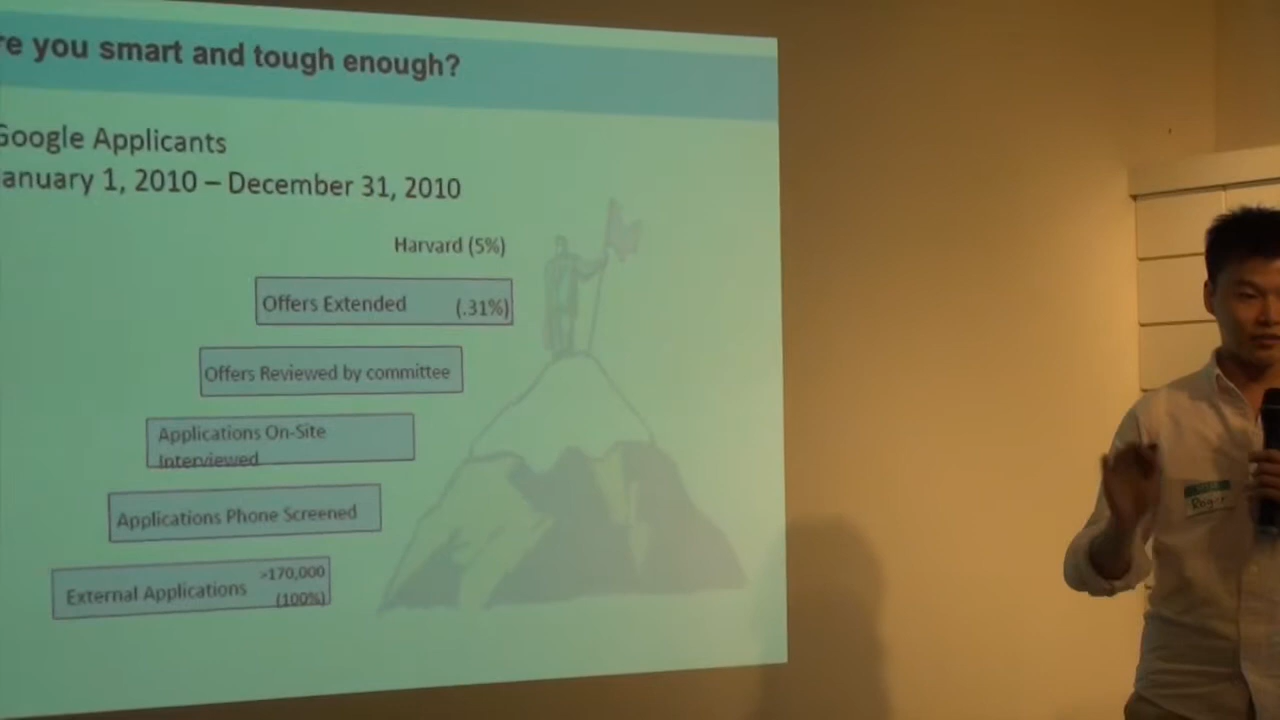 re you smart and tough enough?
Google Applicants
anuary 1, 2010 – December 31, 2010
Harvard (5%)
Offers Extended (.31%)
Offers Reviewed by committee
Applications On-Site
Interviewed
Applications Phone Screened
External Applications >170,000
(100%)
Roger